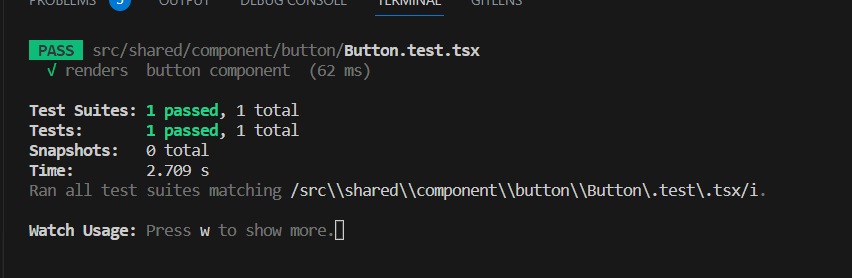 PROBLEMS 5 OUTPUT DEBUG CONSOLE TERMINAL GITLENS
PASS src/shared/component/button/Button.test.tsx
√ renders  button component  (62 ms)
Test Suites: 1 passed, 1 total
Tests:       1 passed, 1 total
Snapshots:   0 total
Time:        2.709 s
Ran all test suites matching /src\\shared\\component\\button\\Button\.test\.tsx/i.
Watch Usage: Press w to show more.